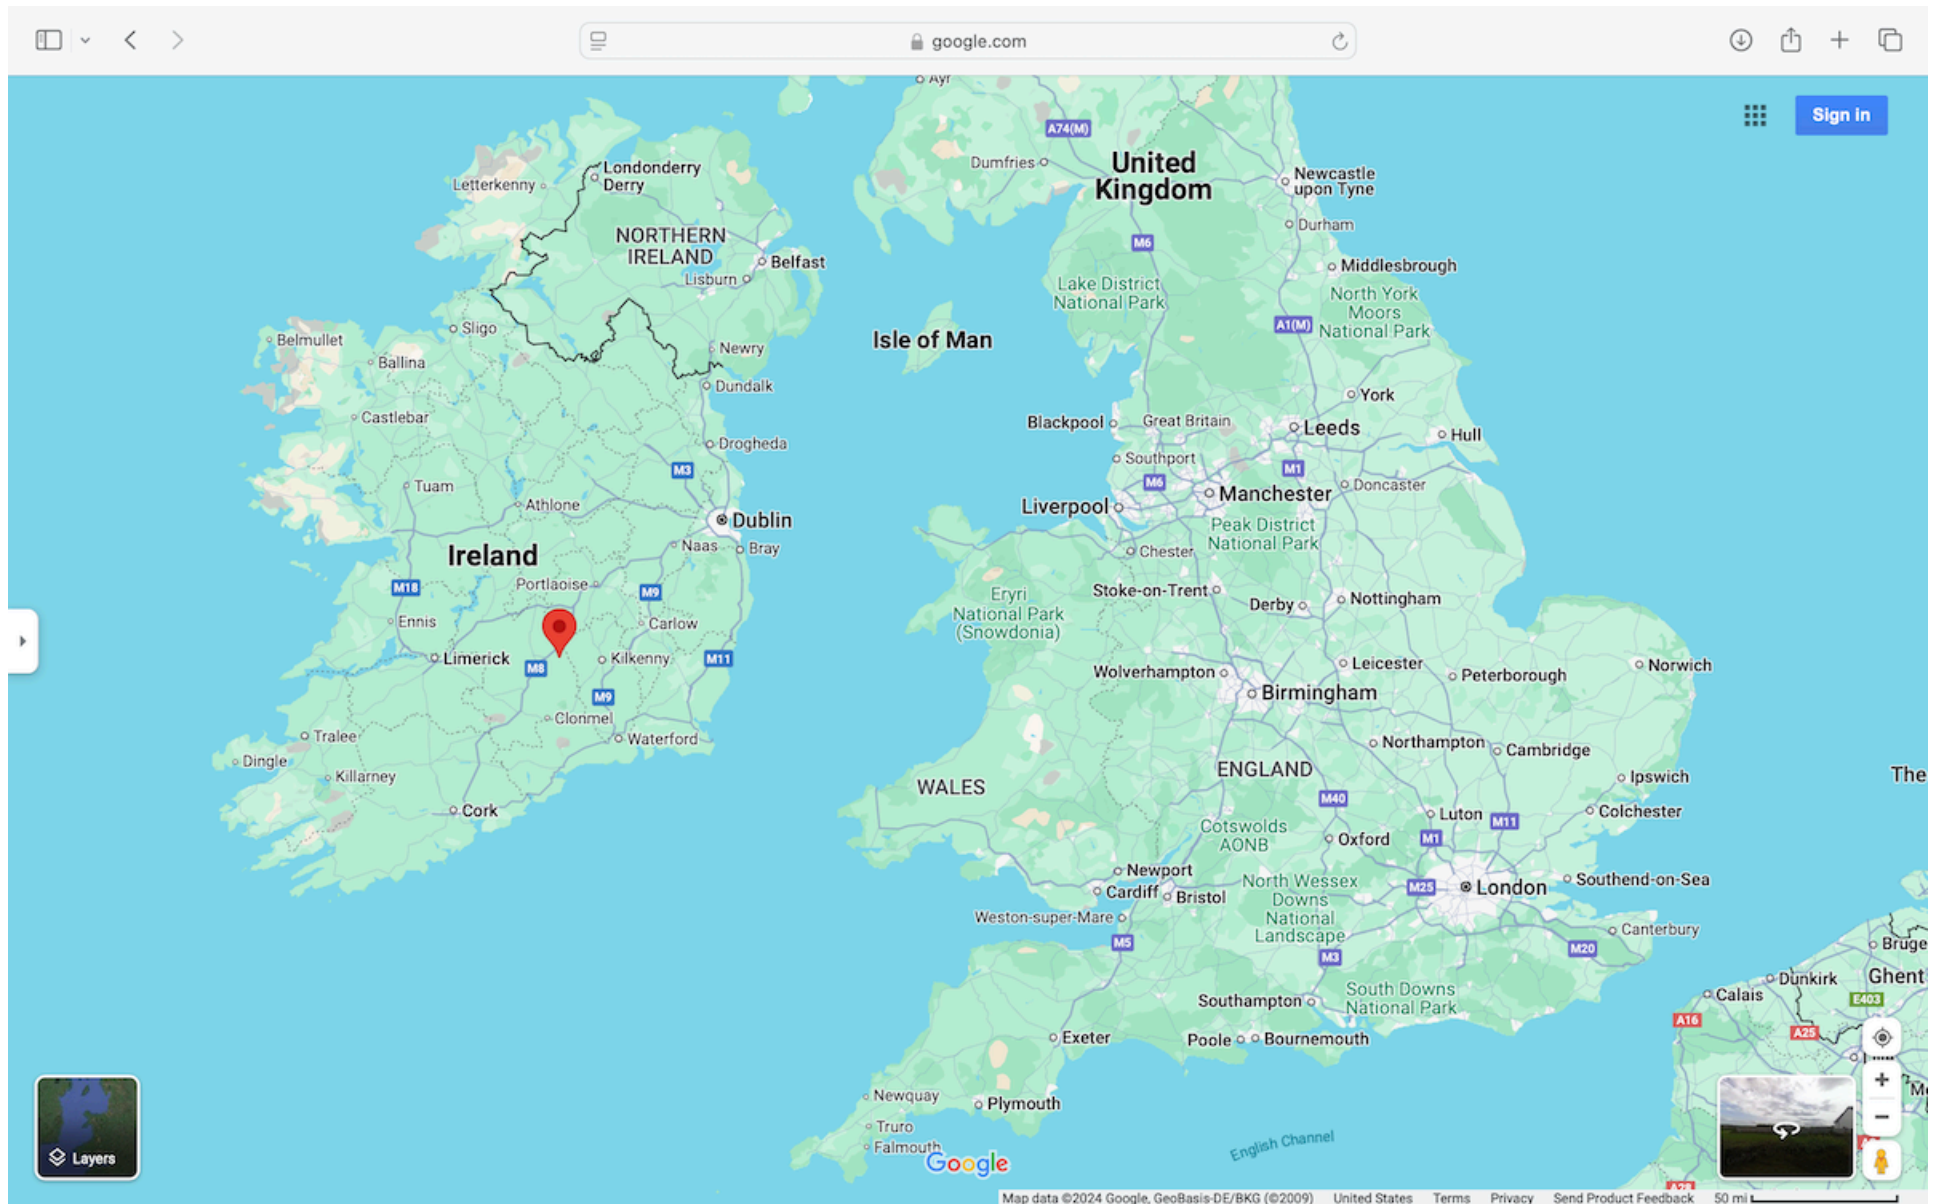 google.com
Ayr
Sign in
A74(M)
Dumfries
United
Kingdom
Londonderry
Derry
Letterkenny
Newcastle
upon Tyne
Durham
NORTHERN
IRELAND
Belfast
Lisburn
M6
Middlesbrough
Lake District
National Park
North York
Moors
National Park
A1(M)
Sligo
Belmullet
Isle of Man
Newry
Ballina
Dundalk
York
Castlebar
Blackpool
Great Britain
Leeds
Hull
Drogheda
Southport
M3
M1
M6
Tuam
Doncaster
Manchester
Athlone
Liverpool
Dublin
Peak District
National Park
Naas
Bray
Chester
Ireland
Portlaoise
M18
M9
Stoke-on-Trent
Derby
Nottingham
Eryri
National Park
(Snowdonia)
Ennis
Carlow
Limerick
M8
Kilkenny
M11
Leicester
Norwich
Wolverhampton
Peterborough
Birmingham
M9
Clonmel
Waterford
Tralee
Northampton
Cambridge
Dingle
Killarney
ENGLAND
Ipswich
The
WALES
M40
Cork
Luton
M11
Colchester
Cotswolds
AONB
Oxford
M1
Newport
Cardiff
Bristol
North Wessex
Downs
National
Landscape
M25
London
Southend-on-Sea
Weston-super-Mare
M5
Canterbury
M20
Bruge
M3
Dunkirk
Ghent
Calais
E403
Southampton
South Downs
National Park
A16
A25
Exeter
Poole
Bournemouth
Newquay
Plymouth
Truro
Falmouth
English Channel
Layers
Google
Map data ©2024 Google, GeoBasis-DE/BKG (©2009) United States Terms Privacy Send Product Feedback 50 mi